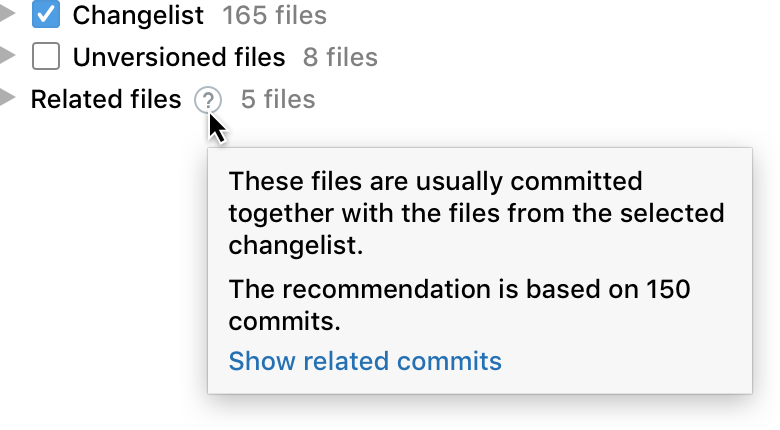 Changelist 165 files
Unversioned files 8 files
Related files ? 5 files
These files are usually committed
together with the files from the selected
changelist.
The recommendation is based on 150
commits.
Show related commits